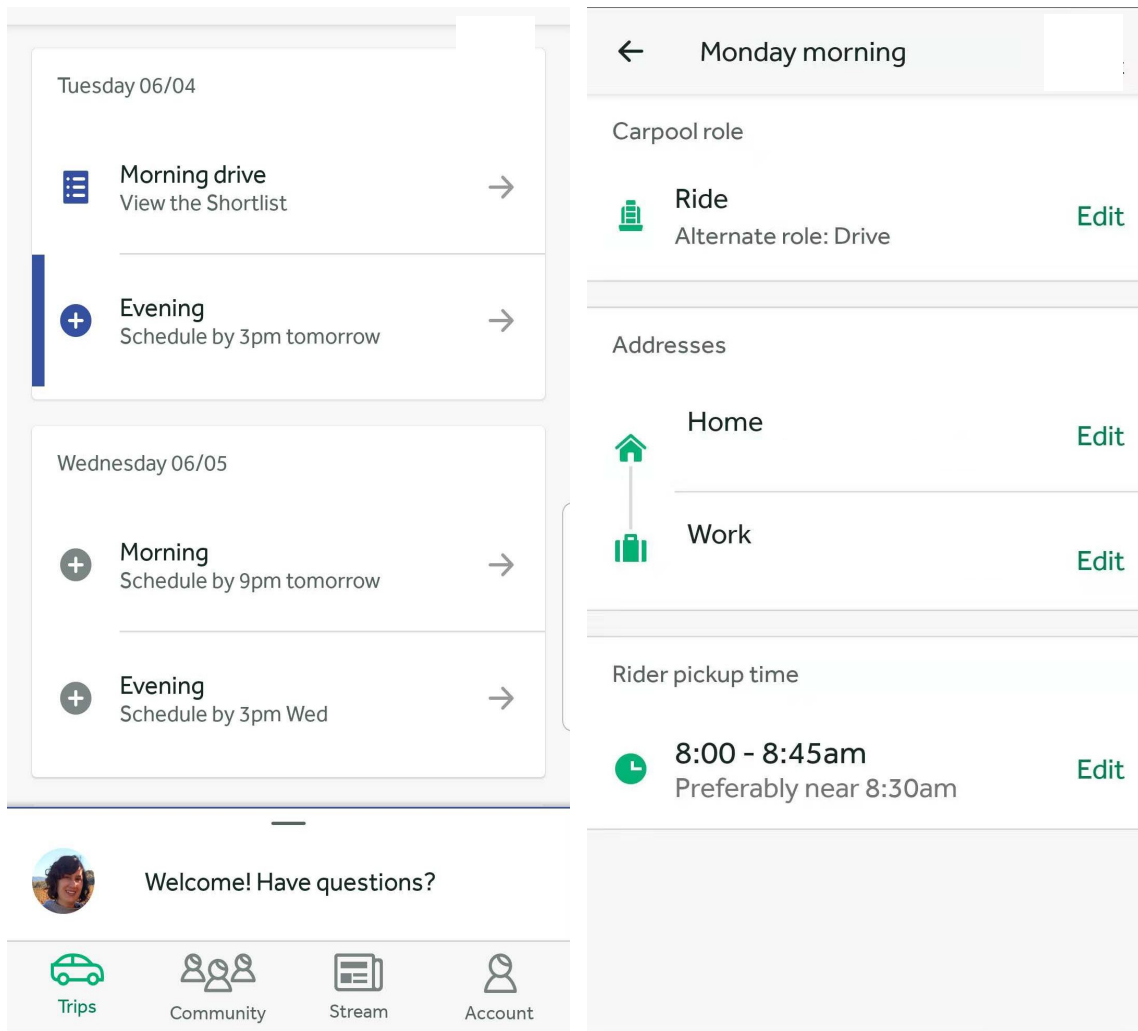 Tuesday 06/04
Morning drive
View the Shortlist
Evening
Schedule by 3pm tomorrow
Wednesday 06/05
Morning
Schedule by 9pm tomorrow
Evening
Schedule by 3pm Wed
Welcome! Have questions?
Trips
Community
Stream
Account
Monday morning
Carpool role
Ride
Edit
Alternate role: Drive
Addresses
Home
Edit
Work
Edit
Rider pickup time
8:00 - 8:45am
Edit
Preferably near 8:30am